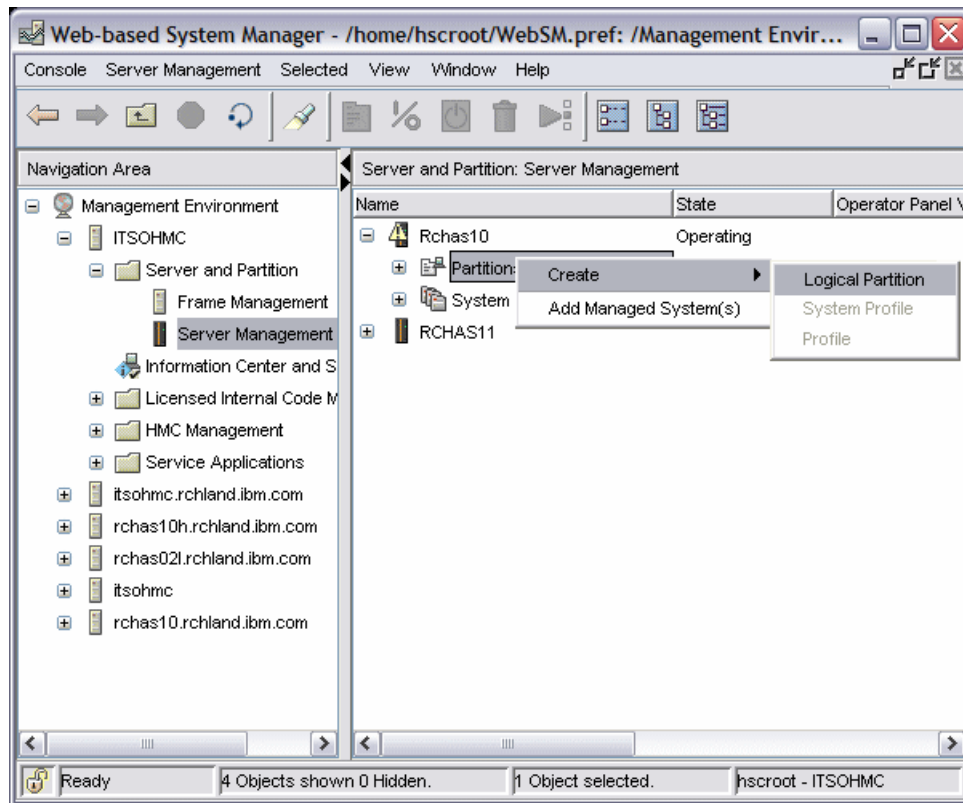 Web-based System Manager - /home/hscroot/WebSM.pref: /Management Envir...
Console Server Management Selected View Window Help
Navigation Area
Management Environment
ITSOHMC
Server and Partition
Frame Management
Server Management
Information Center and S
Licensed Internal Code M
HMC Management
Service Applications
itsohmc.rchland.ibm.com
rchas10h.rchland.ibm.com
rchas02l.rchland.ibm.com
itsohmc
rchas10.rchland.ibm.com
Server and Partition: Server Management
Name State Operator Panel V
Rchas10 Operating
Partition
System
RCHAS11
Create
Add Managed System(s)
Logical Partition
System Profile
Profile
Ready 4 Objects shown 0 Hidden. 1 Object selected. hscroot - ITSOHMC